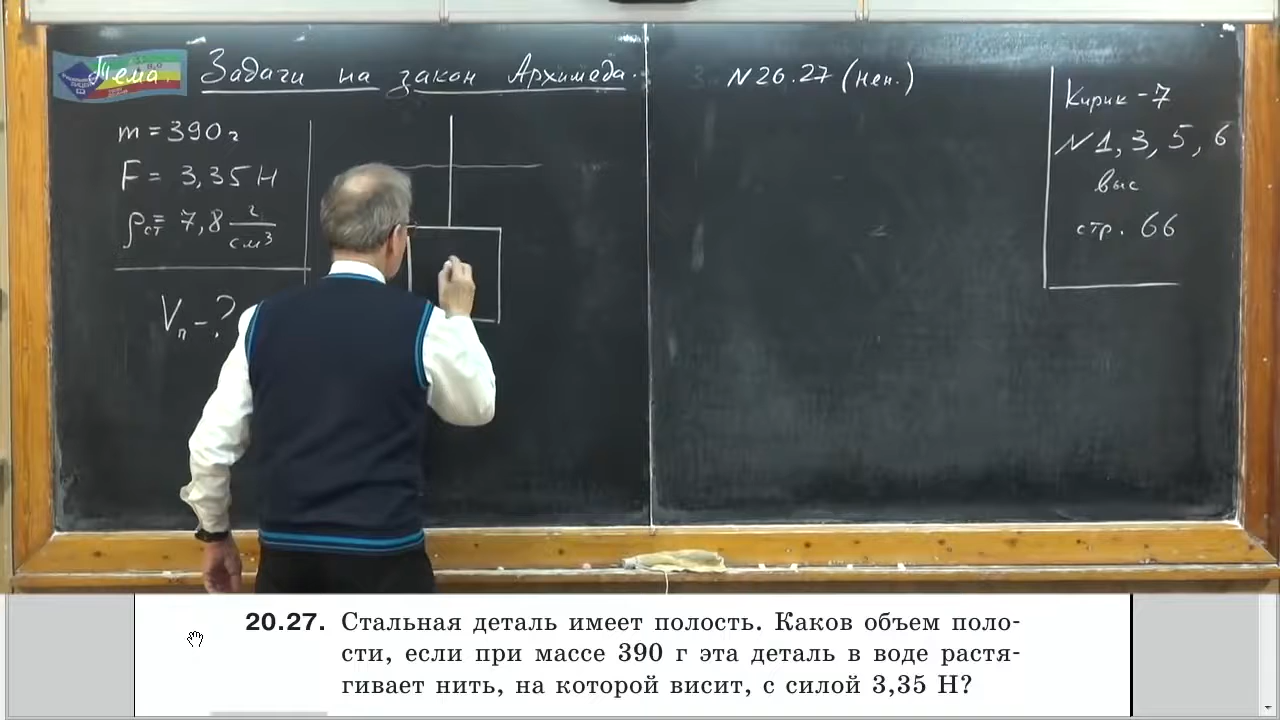 Тема. Задачи на закон Архимеда.
m = 390 г
F = 3,35 Н
ρст = 7,8 г/см³
Vп - ?
N 26.27 (нен.)
Кирик - 7
N 1, 3, 5, 6
выс
стр. 66
20.27. Стальная деталь имеет полость. Каков объем поло-
сти, если при массе 390 г эта деталь в воде растя-
гивает нить, на которой висит, с силой 3,35 Н?